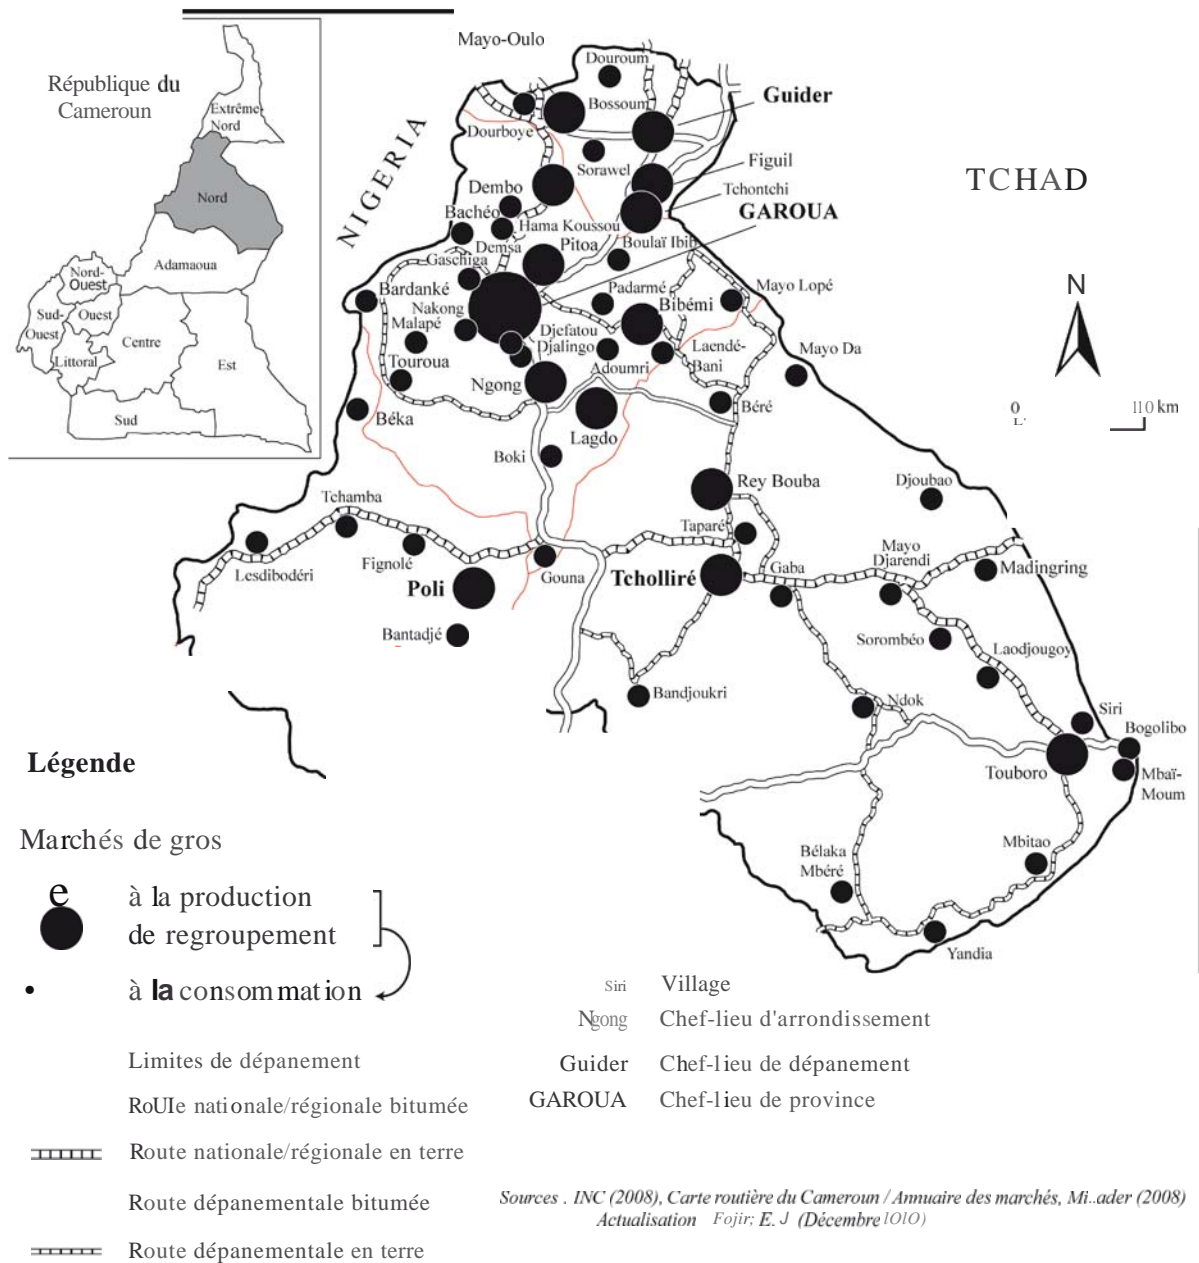 République du
Cameroun
Extrême-
Nord
Nord
Adamaoua
Nord-
Ouest
Sud-
Ouest
Ouest
Littoral
Centre
Est
Sud
NIGERIA
TCHAD
N
0
110 km
Mayo-Oulo
Douroum
Bossoum
Guider
Dourboye
Sorawel
Figuil
Dembo
Tchontchi
Bachéo
GAROUA
Hama Koussou
Demsa
Pitoa
Boulaï Ibib
Gaschiga
Bardanké
Padarmé
Mayo Lopé
Nakong
Bibémi
Malapé
Djefatou
Djalingo
Laendé-
Bani
Mayo Da
Touroua
Adoumri
Ngong
Béré
Béka
Lagdo
Boki
Rey Bouba
Djoubao
Tchamba
Taparé
Mayo
Djarendi
Lesdibodéri
Fignolé
Gouna
Tcholliré
Gaba
Madingring
Poli
Bantadjé
Sorombéo
Laodjougoy
Bandjoukri
Ndok
Siri
Bogolibo
Touboro
Mbaï-
Moum
Mbitao
Bélaka
Mbéré
Yandia
Légende
Marchés de gros
e
à la production
de regroupement
à la consommation
Limites de dépanement
RoUIe nationale/régionale bitumée
Route nationale/régionale en terre
Route dépanementale bitumée
Route dépanementale en terre
Siri Village
Ngong Chef-lieu d'arrondissement
Guider Chef-lieu de dépanement
GAROUA Chef-lieu de province
Sources . INC (2008), Carte routière du Cameroun / Annuaire des marchés, Mi..ader (2008)
Actualisation Fojir; E. J (Décembre lOlO)